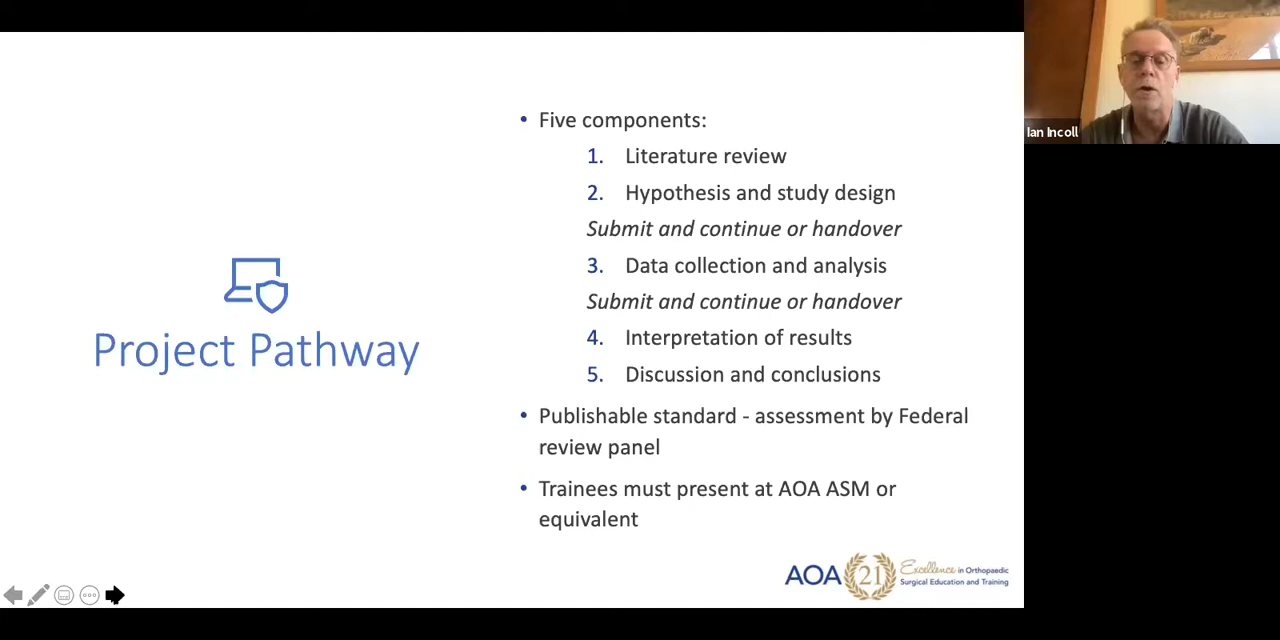 Project Pathway
• Five components:
1. Literature review
2. Hypothesis and study design
Submit and continue or handover
3. Data collection and analysis
Submit and continue or handover
4. Interpretation of results
5. Discussion and conclusions
• Publishable standard - assessment by Federal
review panel
• Trainees must present at AOA ASM or
equivalent
AOA 21 Excellence in Orthopaedic
Surgical Education and Training
Ian Incoll